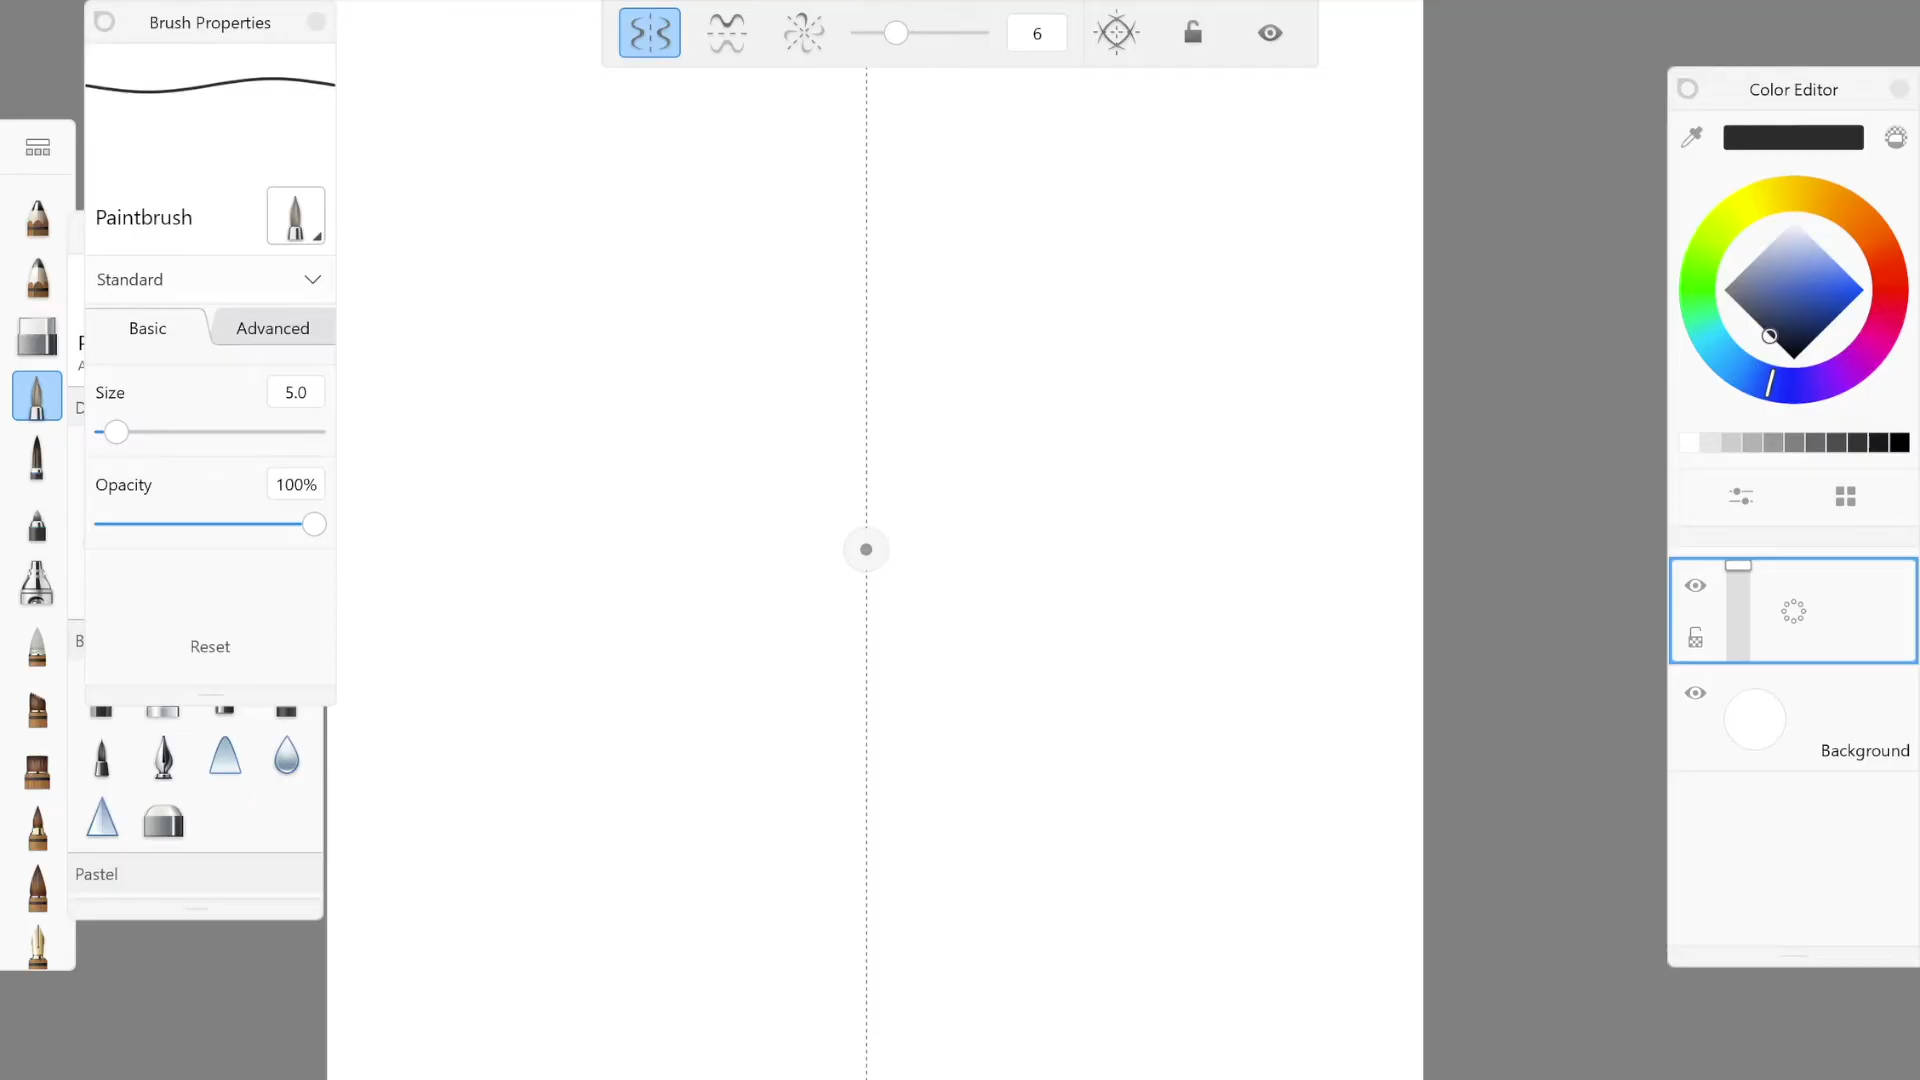 Brush Properties
6
Color Editor
Paintbrush
Standard
Basic
Advanced
Size
5.0
Opacity
100%
Reset
Background
Pastel